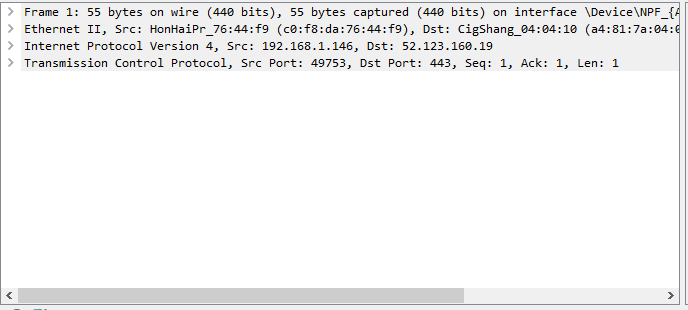 Frame 1: 55 bytes on wire (440 bits), 55 bytes captured (440 bits) on interface \Device\NPF_{A
Ethernet II, Src: HonHaiPr_76:44:f9 (c0:f8:da:76:44:f9), Dst: CigShang_04:04:10 (a4:81:7a:04:0
Internet Protocol Version 4, Src: 192.168.1.146, Dst: 52.123.160.19
Transmission Control Protocol, Src Port: 49753, Dst Port: 443, Seq: 1, Ack: 1, Len: 1